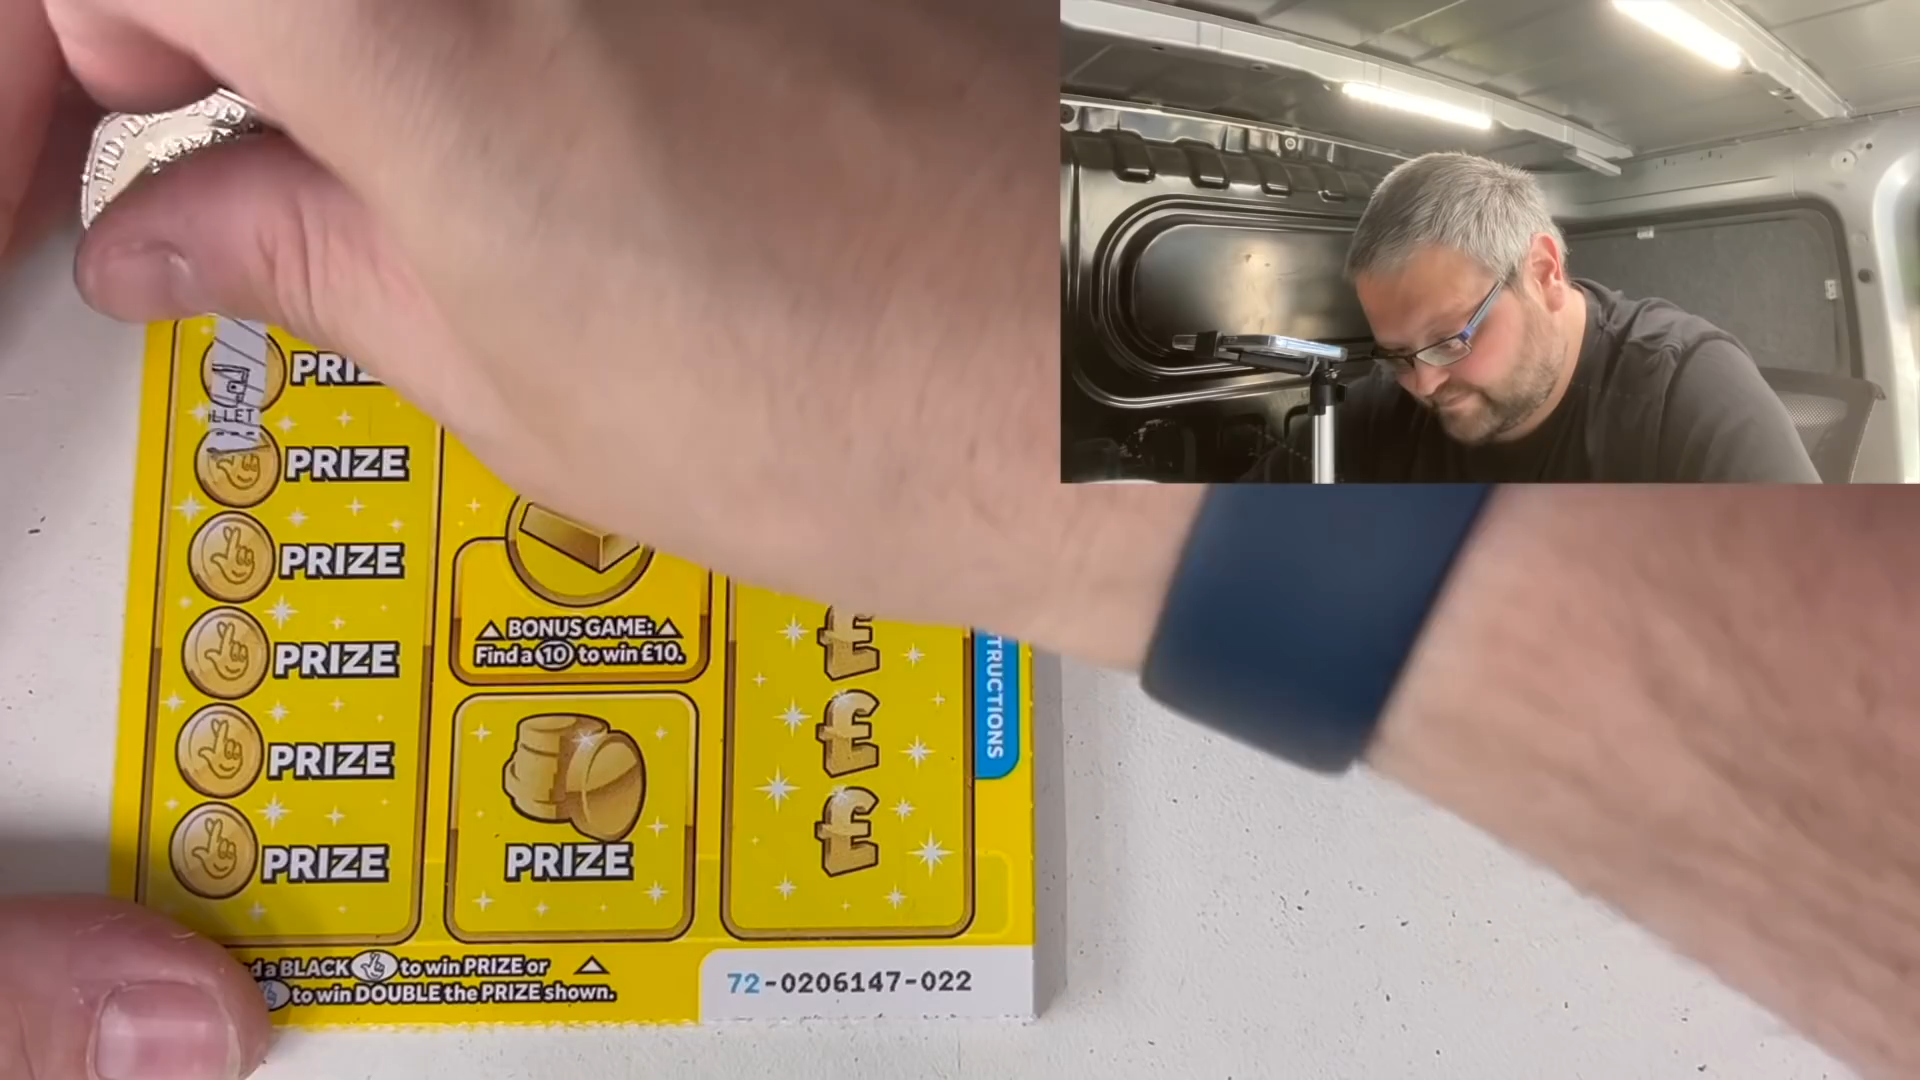 PRIZE
PRIZE
PRIZE
PRIZE
PRIZE
BONUS GAME:
Find a 10 to win £10.
PRIZE
£
£
£
TRUCTIONS
BLACK to win PRIZE or
to win DOUBLE the PRIZE shown.
72-0206147-022